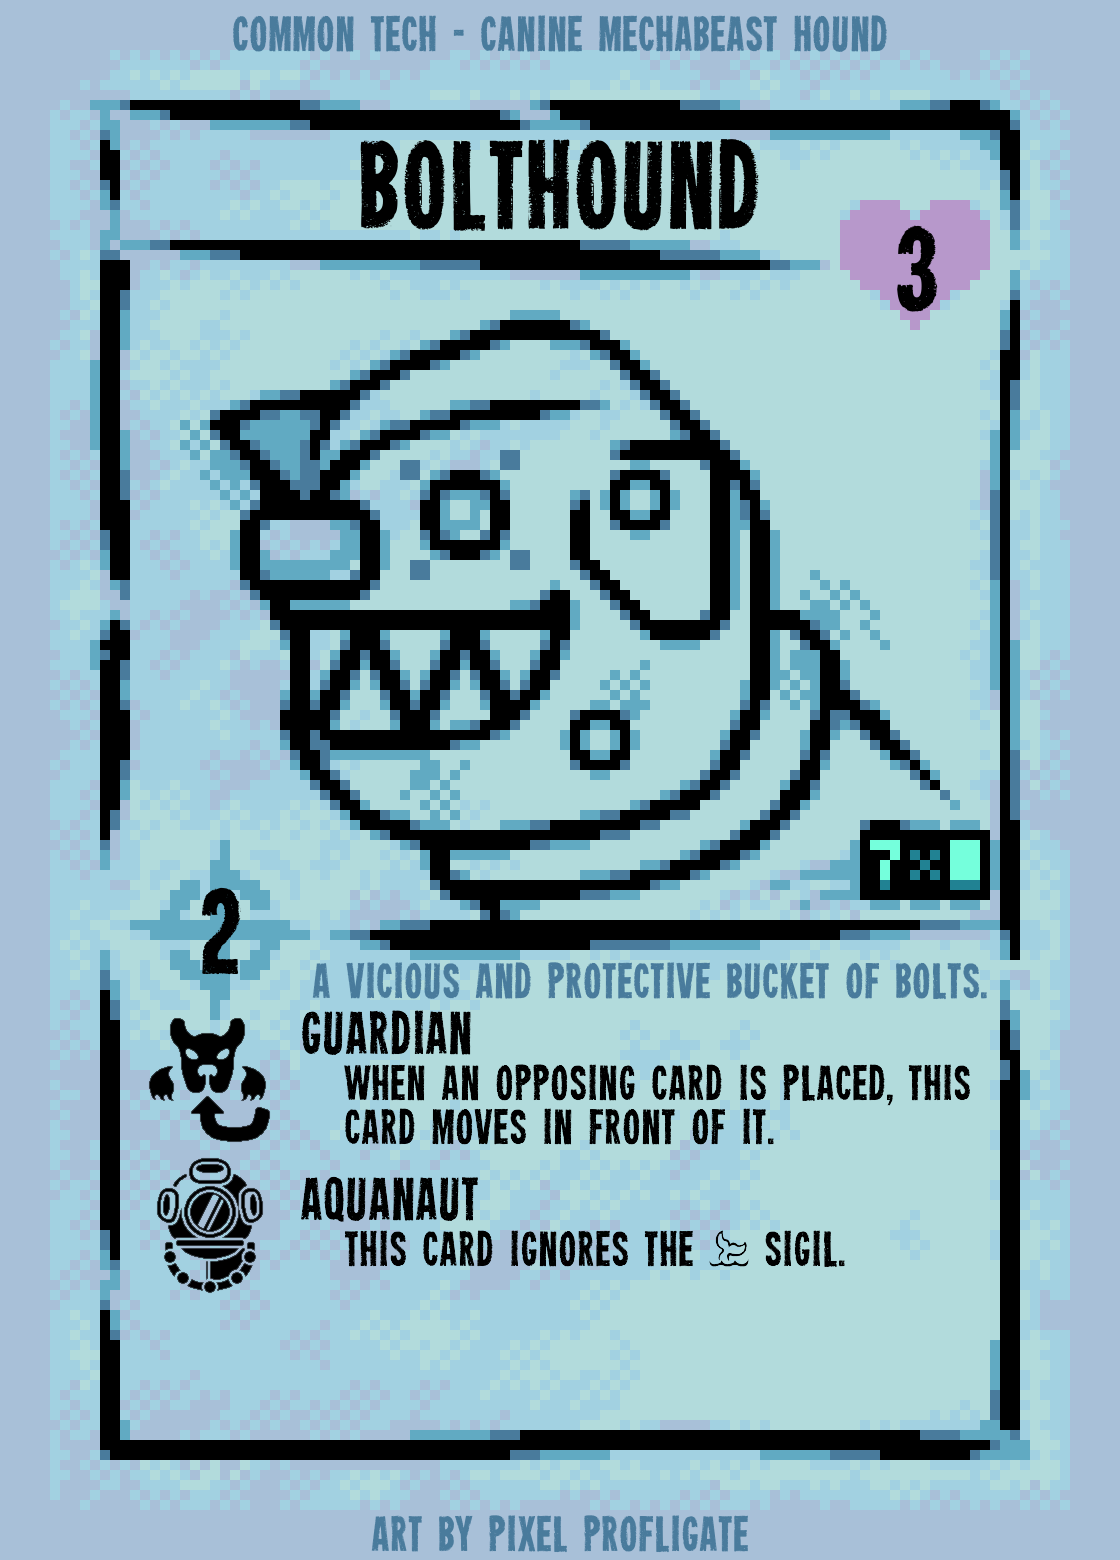 COMMON TECH - CANINE MECHABEAST HOUND
BOLTHOUND
3
7 x
2
A VICIOUS AND PROTECTIVE BUCKET OF BOLTS.
GUARDIAN
WHEN AN OPPOSING CARD IS PLACED, THIS
CARD MOVES IN FRONT OF IT.
AQUANAUT
THIS CARD IGNORES THE SIGIL.
ART BY PIXEL PROFLIGATE